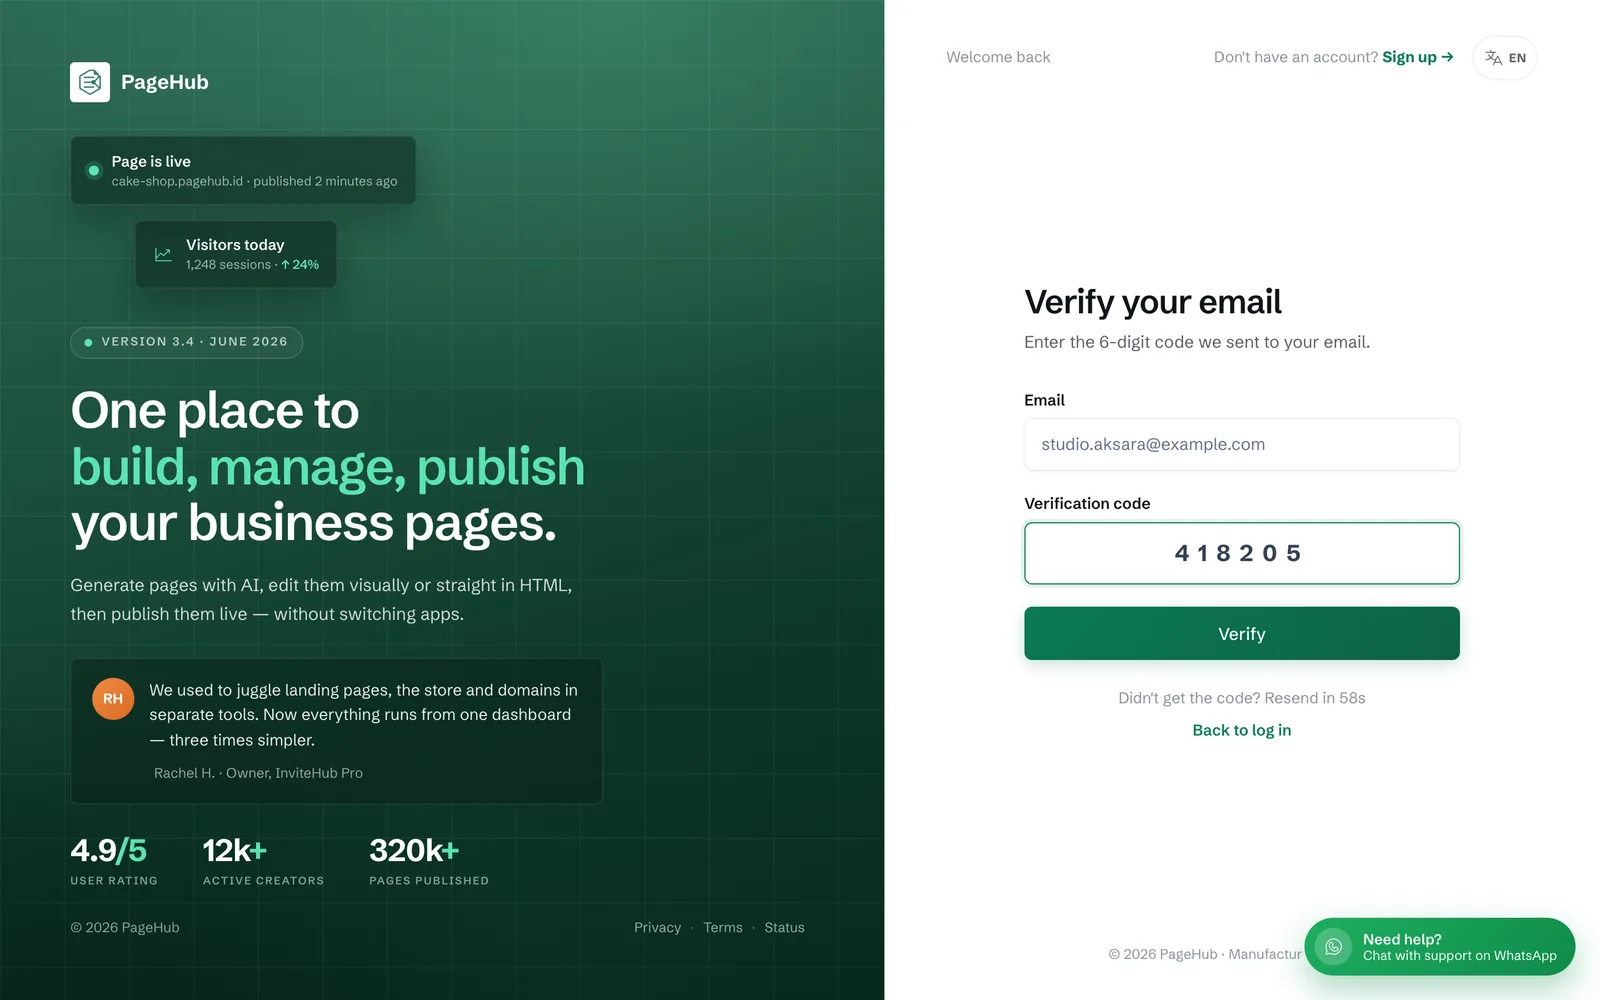 PageHub
Page is live
cake-shop.pagehub.id · published 2 minutes ago
Visitors today
1,248 sessions · ↑ 24%
VERSION 3.4 · JUNE 2026
One place to
build, manage, publish
your business pages.
Generate pages with AI, edit them visually or straight in HTML,
then publish them live — without switching apps.
RH
We used to juggle landing pages, the store and domains in
separate tools. Now everything runs from one dashboard
— three times simpler.
Rachel H. · Owner, InviteHub Pro
4.9/5
USER RATING
12k+
ACTIVE CREATORS
320k+
PAGES PUBLISHED
© 2026 PageHub
Privacy · Terms · Status
Welcome back
Don't have an account? Sign up →
EN
Verify your email
Enter the 6-digit code we sent to your email.
Email
studio.aksara@example.com
Verification code
418205
Verify
Didn't get the code? Resend in 58s
Back to log in
© 2026 PageHub · Manufactur
Need help?
Chat with support on WhatsApp